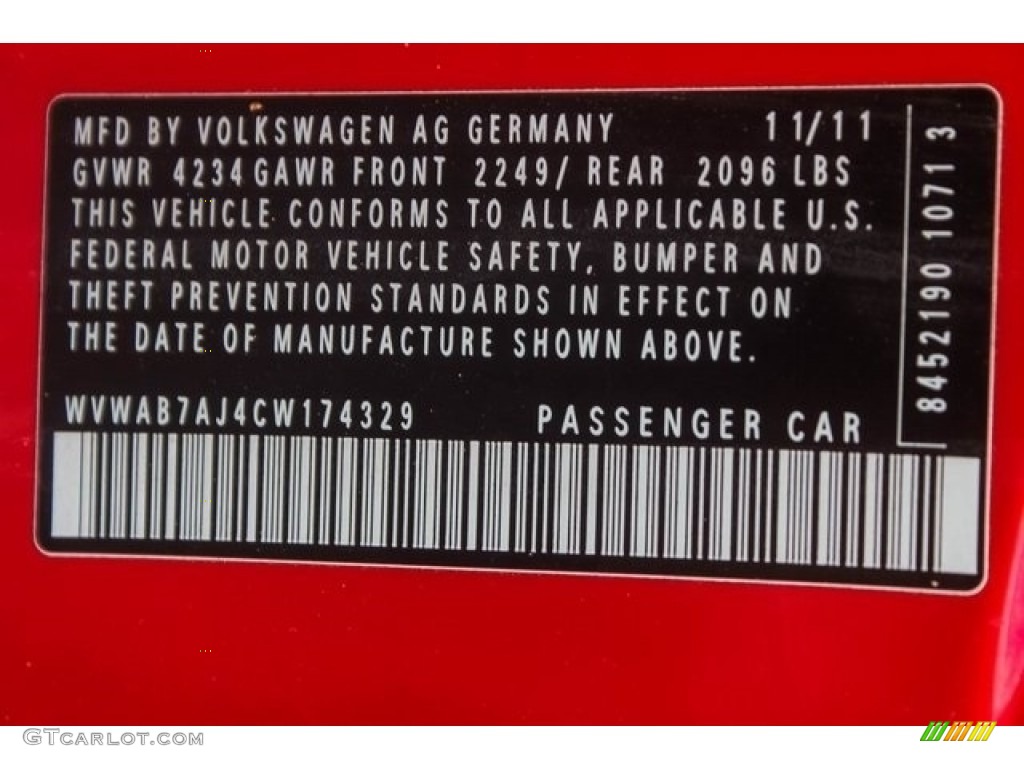 MFD BY VOLKSWAGEN AG GERMANY 11/11
GVWR 4234 GAWR FRONT 2249/ REAR 2096 LBS
THIS VEHICLE CONFORMS TO ALL APPLICABLE U.S.
FEDERAL MOTOR VEHICLE SAFETY, BUMPER AND
THEFT PREVENTION STANDARDS IN EFFECT ON
THE DATE OF MANUFACTURE SHOWN ABOVE.
WVWAB7AJ4CW174329 PASSENGER CAR
8452190 1071 3
GTCARLOT.COM